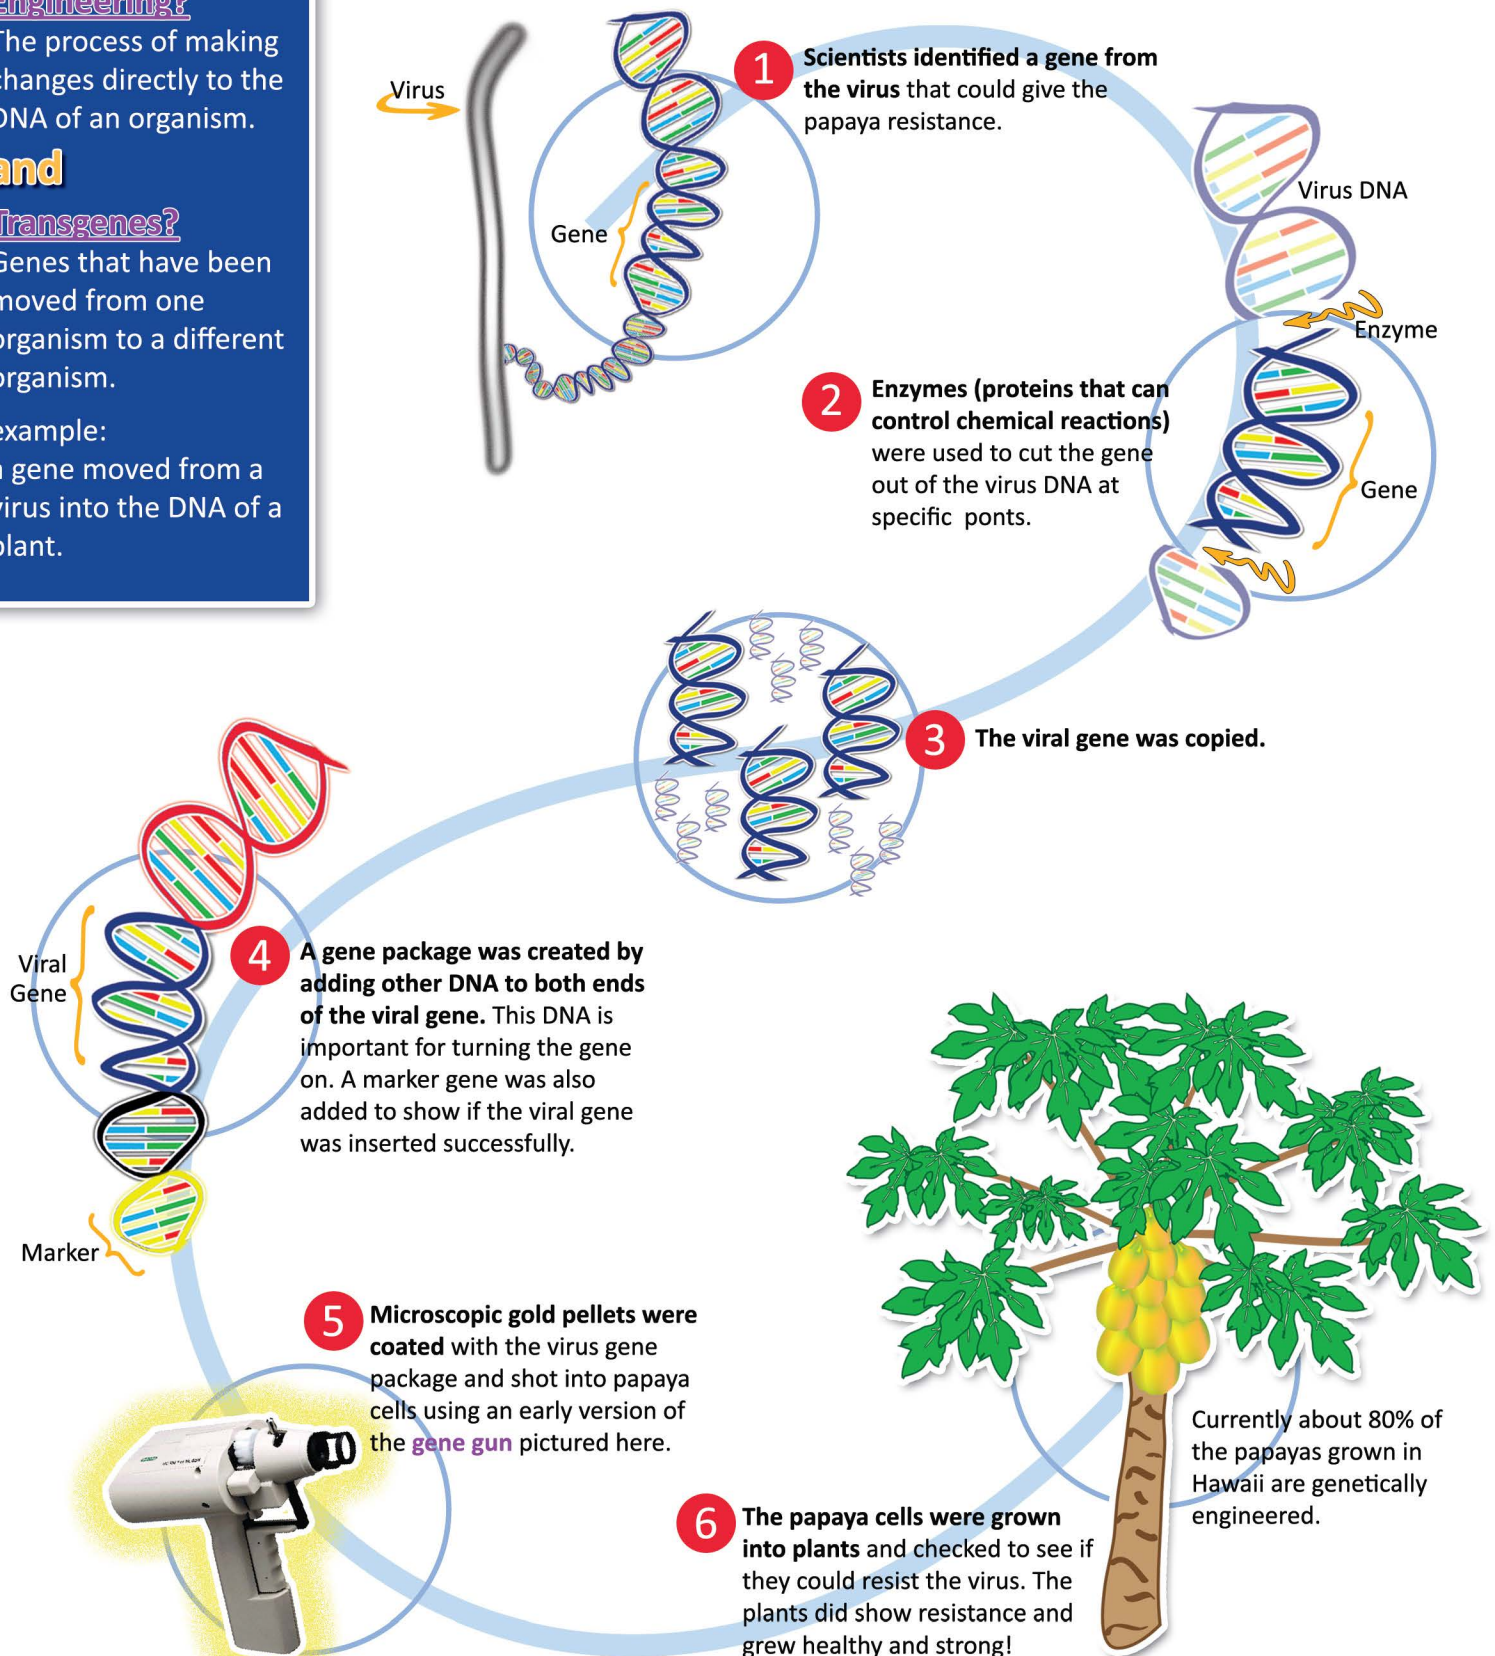 Engineering?
The process of making
changes directly to the
DNA of an organism.
and
Transgenes?
Genes that have been
moved from one
organism to a different
organism.
example:
a gene moved from a
virus into the DNA of a
plant.
Virus
Gene
1
Scientists identified a gene from
the virus that could give the
papaya resistance.
Virus DNA
Enzyme
Gene
2
Enzymes (proteins that can
control chemical reactions)
were used to cut the gene
out of the virus DNA at
specific ponts.
3
The viral gene was copied.
Viral
Gene
Marker
4
A gene package was created by
adding other DNA to both ends
of the viral gene. This DNA is
important for turning the gene
on. A marker gene was also
added to show if the viral gene
was inserted successfully.
5
Microscopic gold pellets were
coated with the virus gene
package and shot into papaya
cells using an early version of
the gene gun pictured here.
6
The papaya cells were grown
into plants and checked to see if
they could resist the virus. The
plants did show resistance and
grew healthy and strong!
Currently about 80% of
the papayas grown in
Hawaii are genetically
engineered.